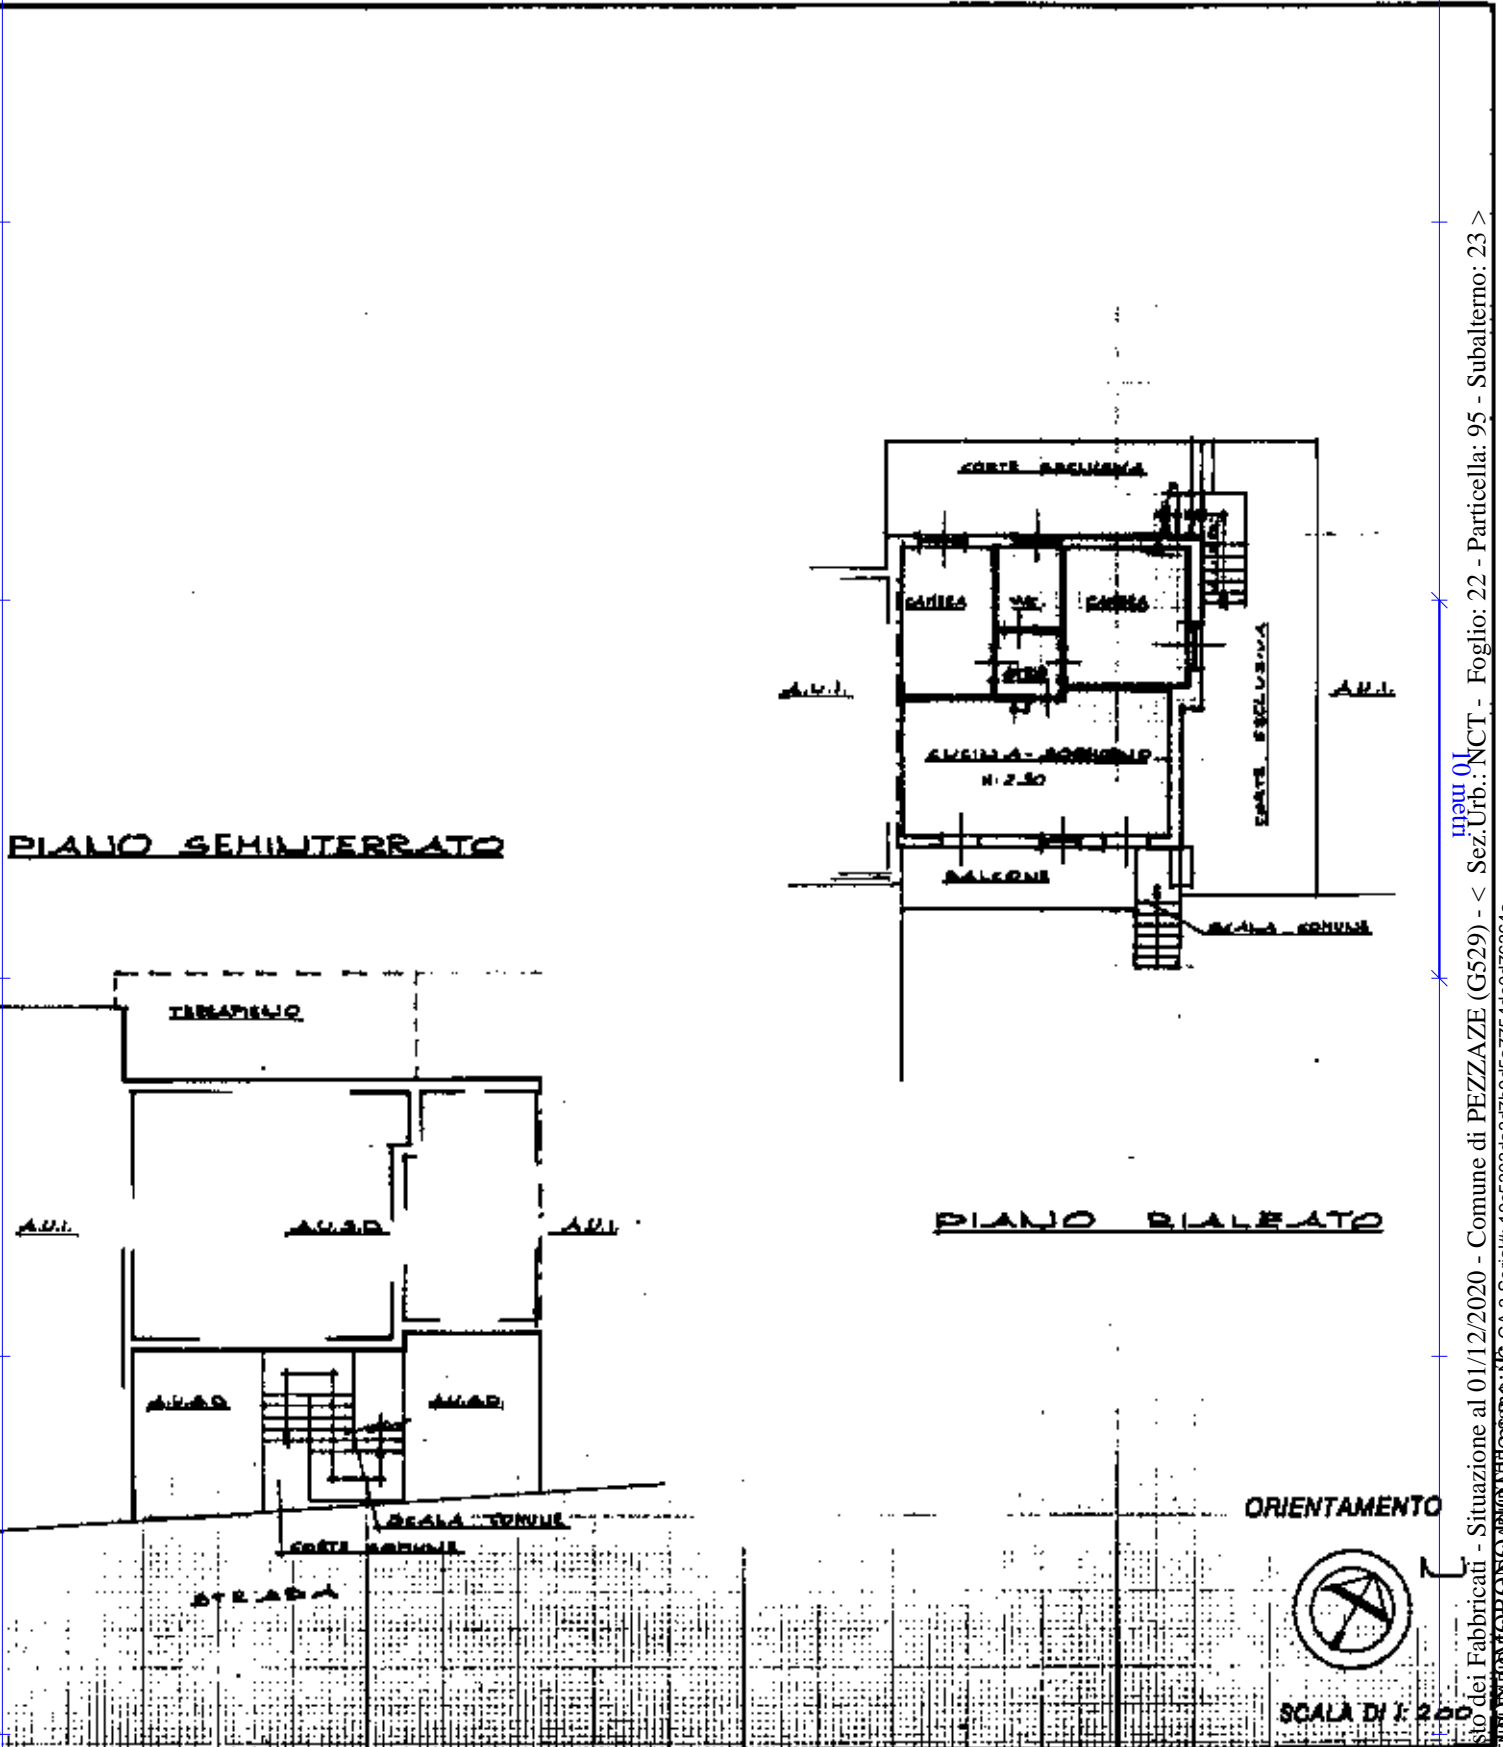 CORTE ESCLUSIVA
CAMERA
WC.
CAMERA
A.U.I.
CORTE ESCLUSIVA
A.U.I.
CUCINA - SOGGIORNO
H: 2.50
BALCONE
SCALA COMUNE
PIANO SEMINTERRATO
TERRAPIENO
A.U.I.
A.U.S.D.
A.U.I.
PIANO RIALZATO
A.U.S.D.
A.U.S.D.
SCALA COMUNE
CORTE COMUNE
STRADA
ORIENTAMENTO
SCALA DI 1: 200
10 metri
sto dei Fabbricati - Situazione al 01/12/2020 - Comune di PEZZAZE (G529) - < Sez.Urb.: NCT - Foglio: 22 - Particella: 95 - Subalterno: 23 >